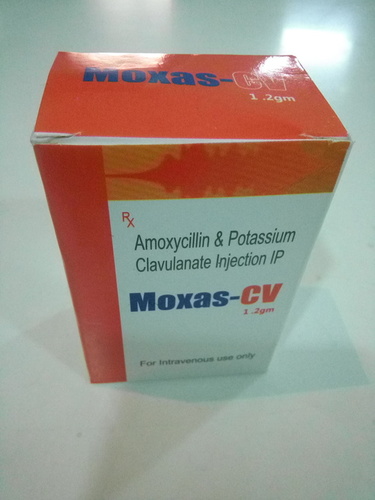 Moxas-CV
1 .2gm
Rx
Amoxycillin & Potassium
Clavulanate Injection IP
Moxas-CV
1 .2gm
For Intravenous use only